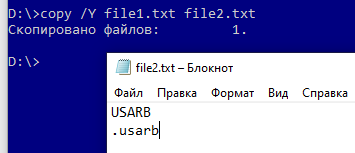 D:\>copy /Y file1.txt file2.txt
Скопировано файлов:         1.
D:\>
file2.txt – Блокнот
Файл Правка Формат Вид Справка
USARB
.usarb